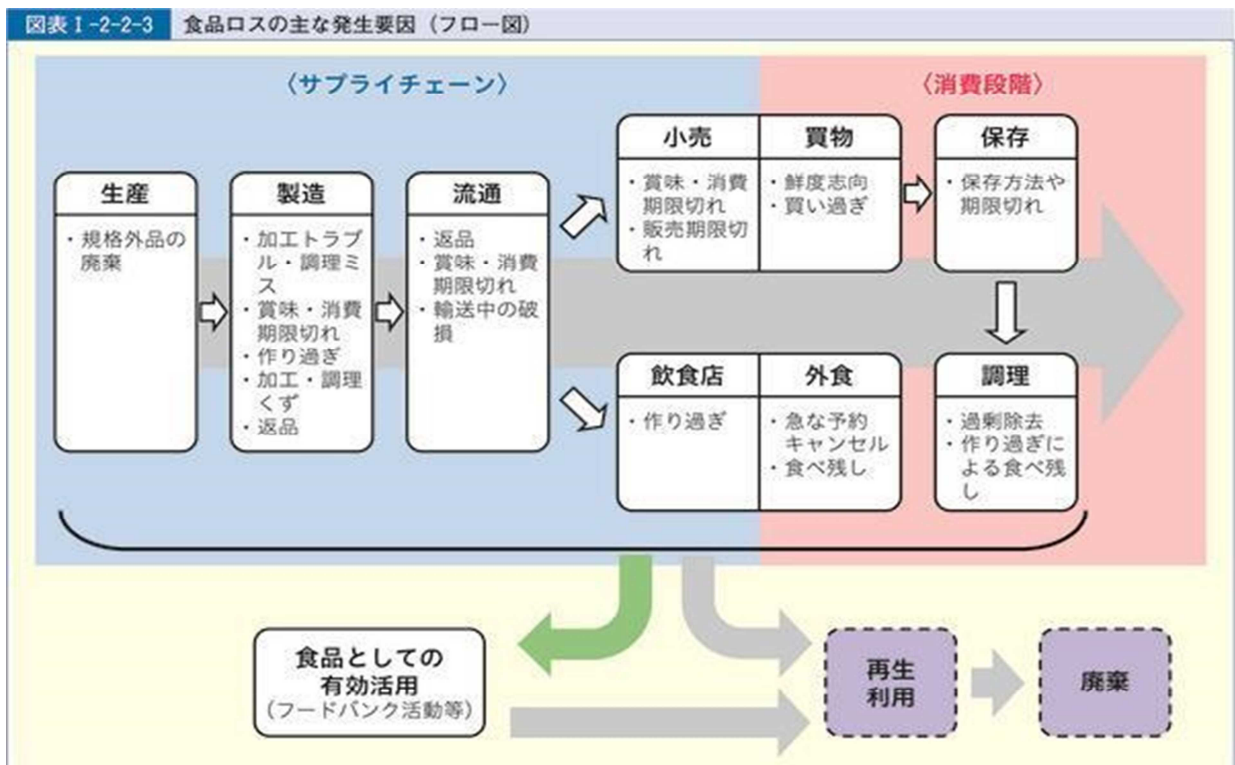 図表Ⅰ-2-2-3 食品ロスの主な発生要因（フロー図）
〈サプライチェーン〉
〈消費段階〉
生産
・規格外品の
廃棄
製造
・加工トラブ
ル・調理ミ
ス
・賞味・消費
期限切れ
・作り過ぎ
・加工・調理
くず
・返品
流通
・返品
・賞味・消費
期限切れ
・輸送中の破
損
小売
・賞味・消費
期限切れ
・販売期限切
れ
買物
・鮮度志向
・買い過ぎ
保存
・保存方法や
期限切れ
飲食店
・作り過ぎ
外食
・急な予約
キャンセル
・食べ残し
調理
・過剰除去
・作り過ぎに
よる食べ残
し
食品としての
有効活用
（フードバンク活動等）
再生
利用
廃棄